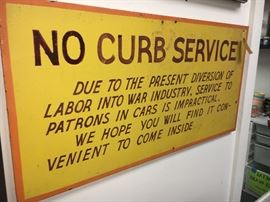 NO CURB SERVICE
DUE TO THE PRESENT DIVERSION OF
LABOR INTO WAR INDUSTRY, SERVICE TO
PATRONS IN CARS IS IMPRACTICAL.
WE HOPE YOU WILL FIND IT CON-
VENIENT TO COME INSIDE